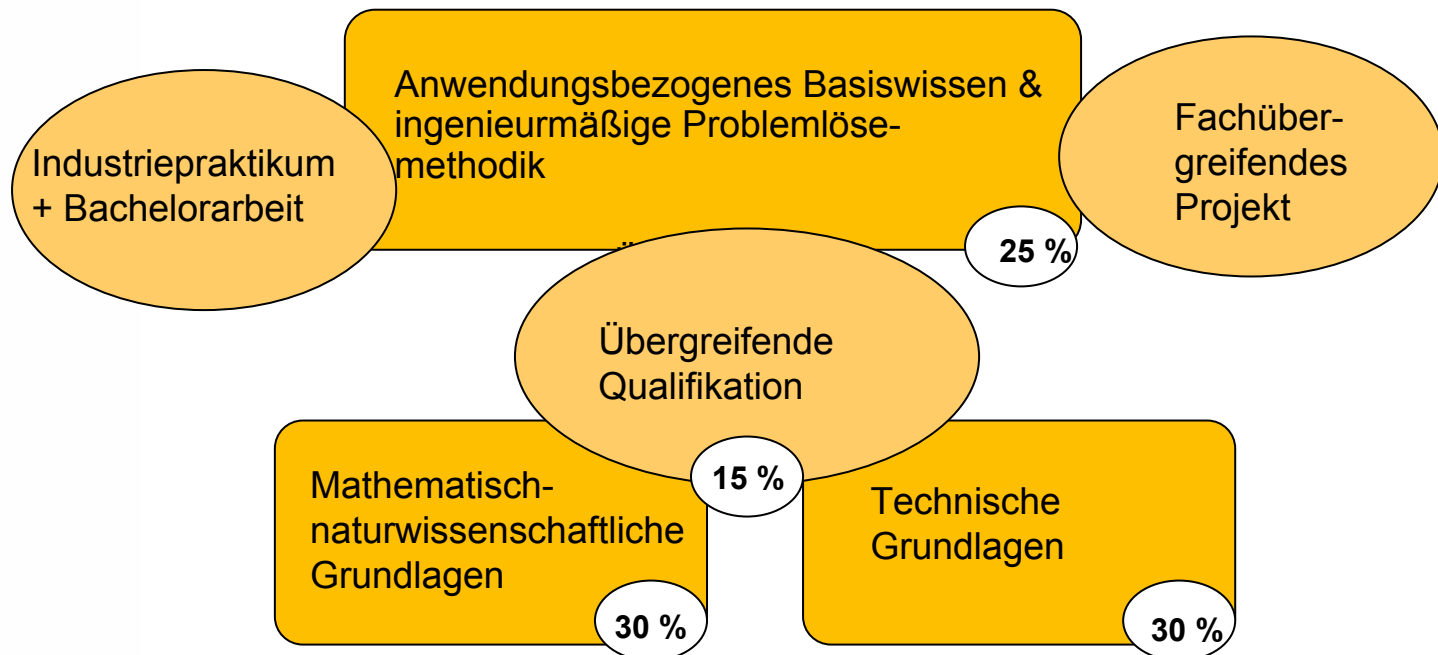 Anwendungsbezogenes Basiswissen &
ingenieurmäßige Problemlöse-
methodik
25 %
Industriepraktikum
+ Bachelorarbeit
Fachüber-
greifendes
Projekt
Übergreifende
Qualifikation
15 %
Mathematisch-
naturwissenschaftliche
Grundlagen
30 %
Technische
Grundlagen
30 %